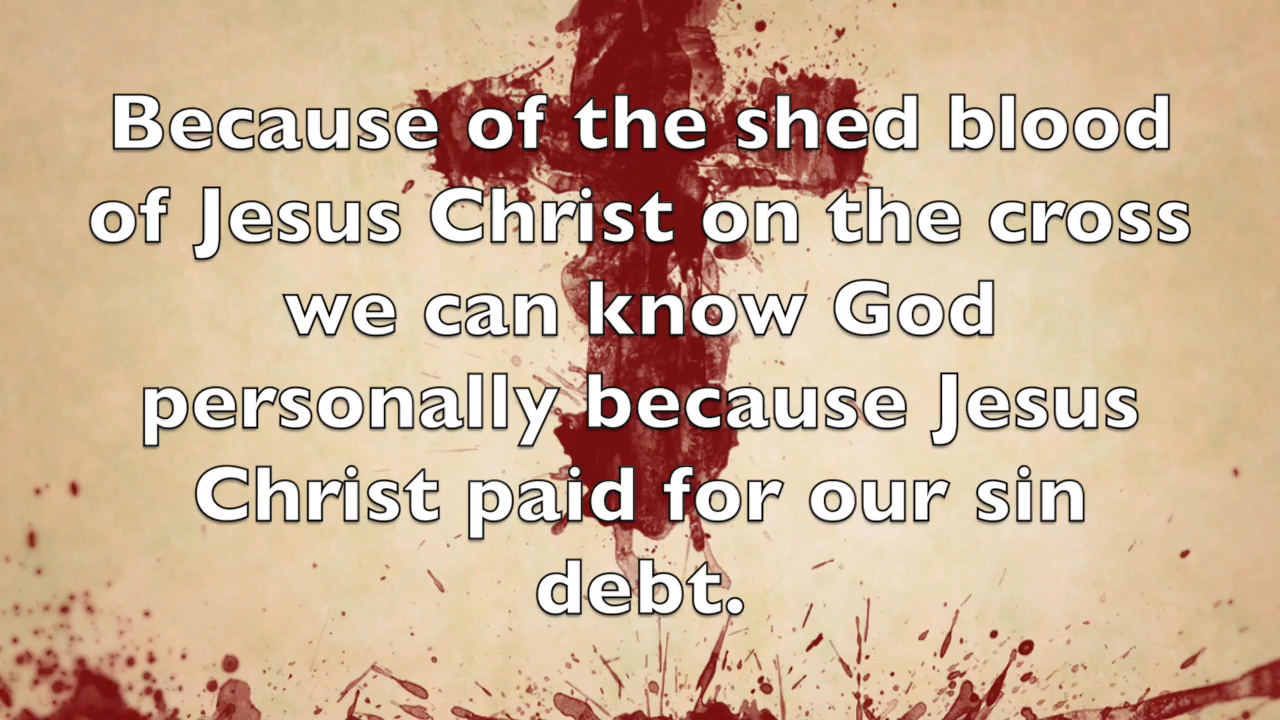 Because of the shed blood
of Jesus Christ on the cross
we can know God
personally because Jesus
Christ paid for our sin
debt.